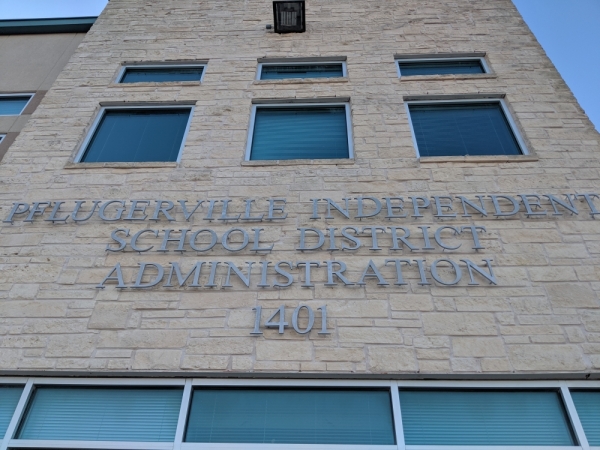 PFLUGERVILLE INDEPENDENT
SCHOOL DISTRICT
ADMINISTRATION
1401